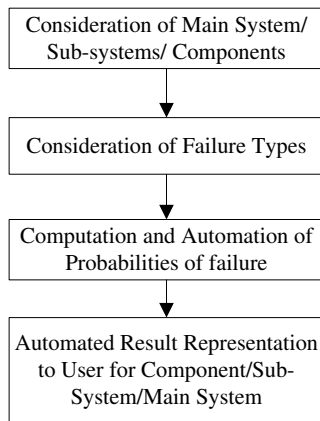 Consideration of Main System/
Sub-systems/ Components
Consideration of Failure Types
Computation and Automation of
Probabilities of failure
Automated Result Representation
to User for Component/Sub-
System/Main System